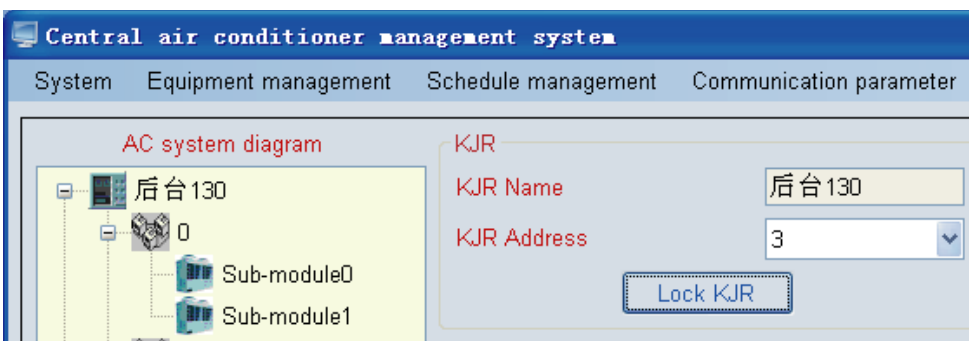 Central air conditioner management system
System Equipment management Schedule management Communication parameter
AC system diagram
后台130
0
Sub-module0
Sub-module1
KJR
KJR Name 后台130
KJR Address 3
Lock KJR